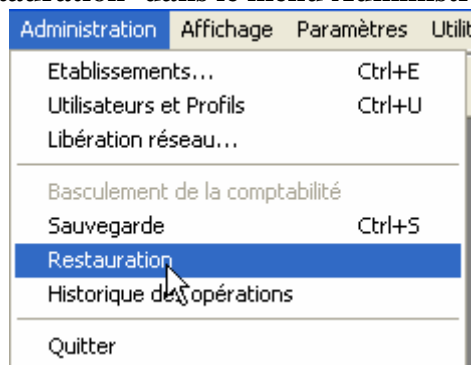 Administration Affichage Paramètres Utilit
Etablissements... Ctrl+E
Utilisateurs et Profils Ctrl+U
Libération réseau...
Basculement de la comptabilité
Sauvegarde Ctrl+S
Restauration
Historique des opérations
Quitter